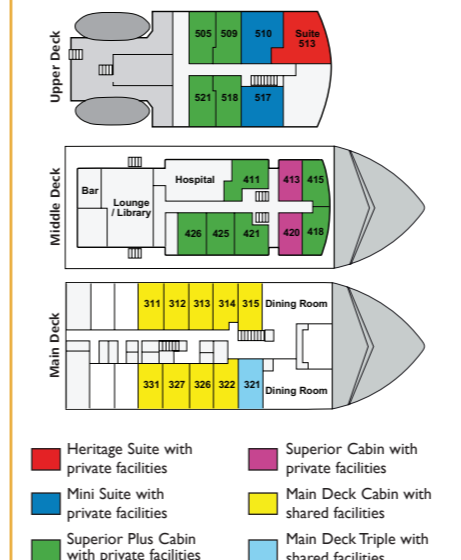 Upper Deck
505 509 510 Suite
513
521 518 517
Middle Deck
Bar
Lounge
/ Library
Hospital
411 413 415
426 425 421 420 418
Main Deck
311 312 313 314 315 Dining Room
331 327 326 322 321 Dining Room
Heritage Suite with
private facilities
Superior Cabin with
private facilities
Mini Suite with
private facilities
Main Deck Cabin with
shared facilities
Superior Plus Cabin
with private facilities
Main Deck Triple with
shared facilities